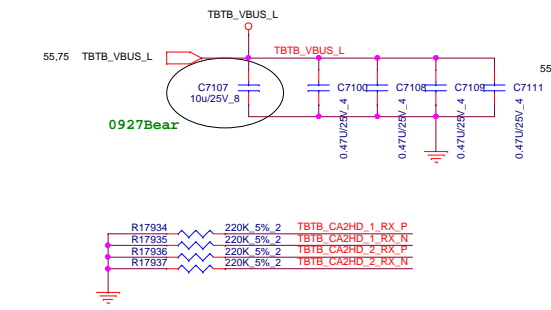 TBTB_VBUS_L
55,75 TBTB_VBUS_L
TBTB_VBUS_L
55
C7107
10u/25V_8
C7100
C7108
C7109
C7111
0.47U/25V_4
0.47U/25V_4
0.47U/25V_4
0.47U/25V_4
0927Bear
R17934 220K_5%_2 TBTB_CA2HD_1_RX_P
R17935 220K_5%_2 TBTB_CA2HD_1_RX_N
R17936 220K_5%_2 TBTB_CA2HD_2_RX_P
R17937 220K_5%_2 TBTB_CA2HD_2_RX_N